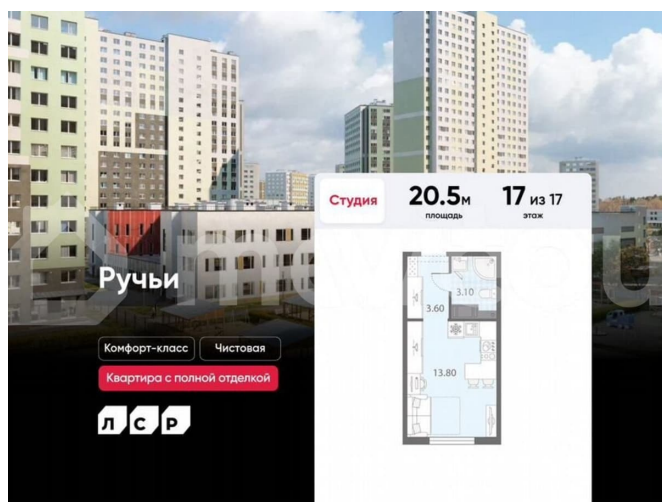 Студия
20.5м
площадь
17 из 17
этаж
Ручьи
Комфорт-класс
Чистовая
Квартира с полной отделкой
ЛСР
3.10
3.60
13.80